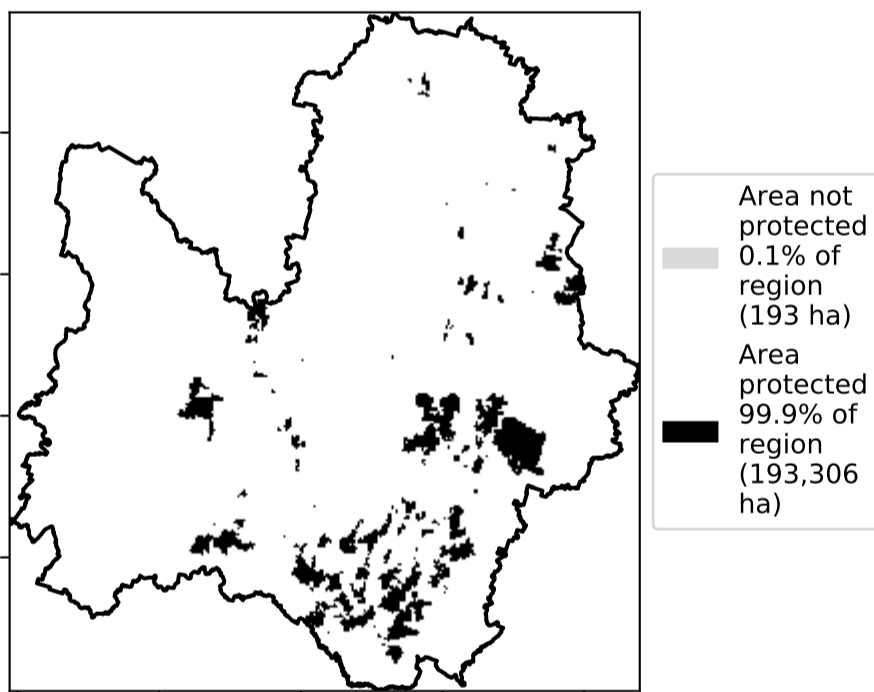 Area not
protected
0.1% of
region
(193 ha)
Area
protected
99.9% of
region
(193,306
ha)